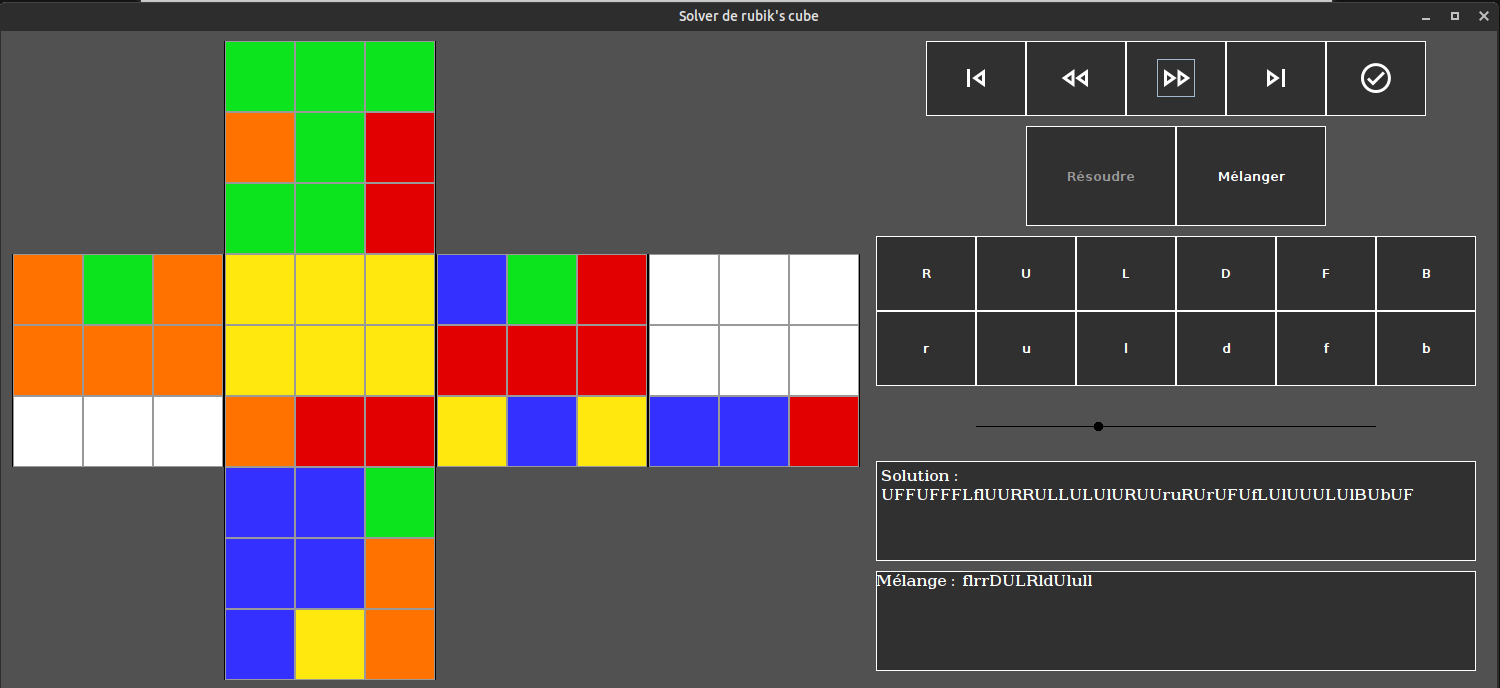 Solver de rubik's cube
Résoudre
Mélanger
R U L D F B
r u l d f b
Solution :
UFFUFFFLflUURRULLULUlURUUruRUrUFUfLUlUUULUlBUbUF
Mélange : flrrDULRldUlull